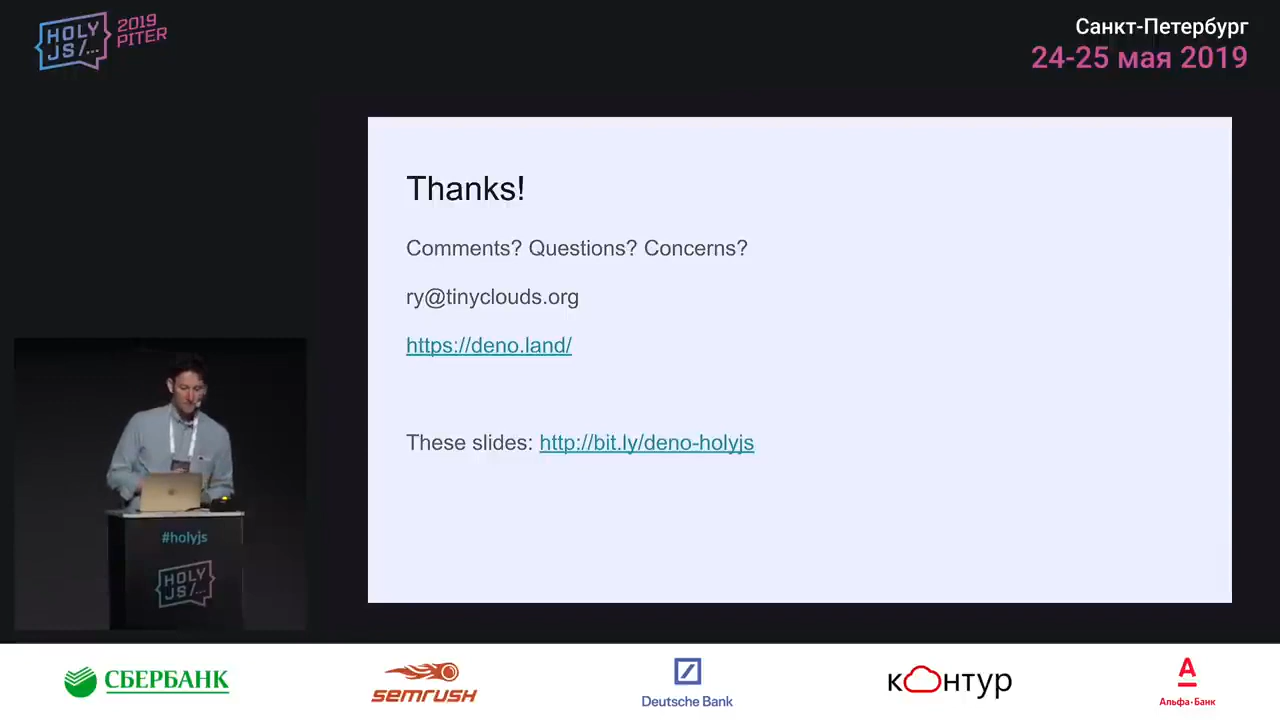 HOLY
JS/...
2019
PITER
Санкт-Петербург
24-25 мая 2019
Thanks!
Comments? Questions? Concerns?
ry@tinyclouds.org
https://deno.land/
These slides: http://bit.ly/deno-holyjs
#holyjs
HOLY
JS/...
СБЕРБАНК
semrush
Deutsche Bank
контур
А
Альфа·Банк